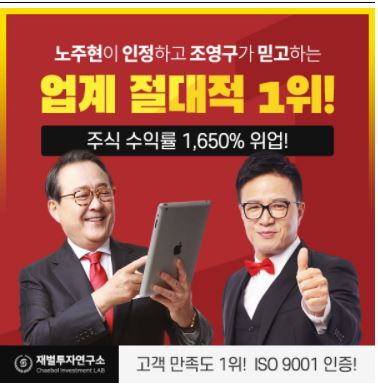 노주현이 인정하고 조영구가 믿고하는
업계 절대적 1위!
주식 수익률 1,650% 위업!
재벌투자연구소
Chaebol Investment LAB
고객 만족도 1위! ISO 9001 인증!